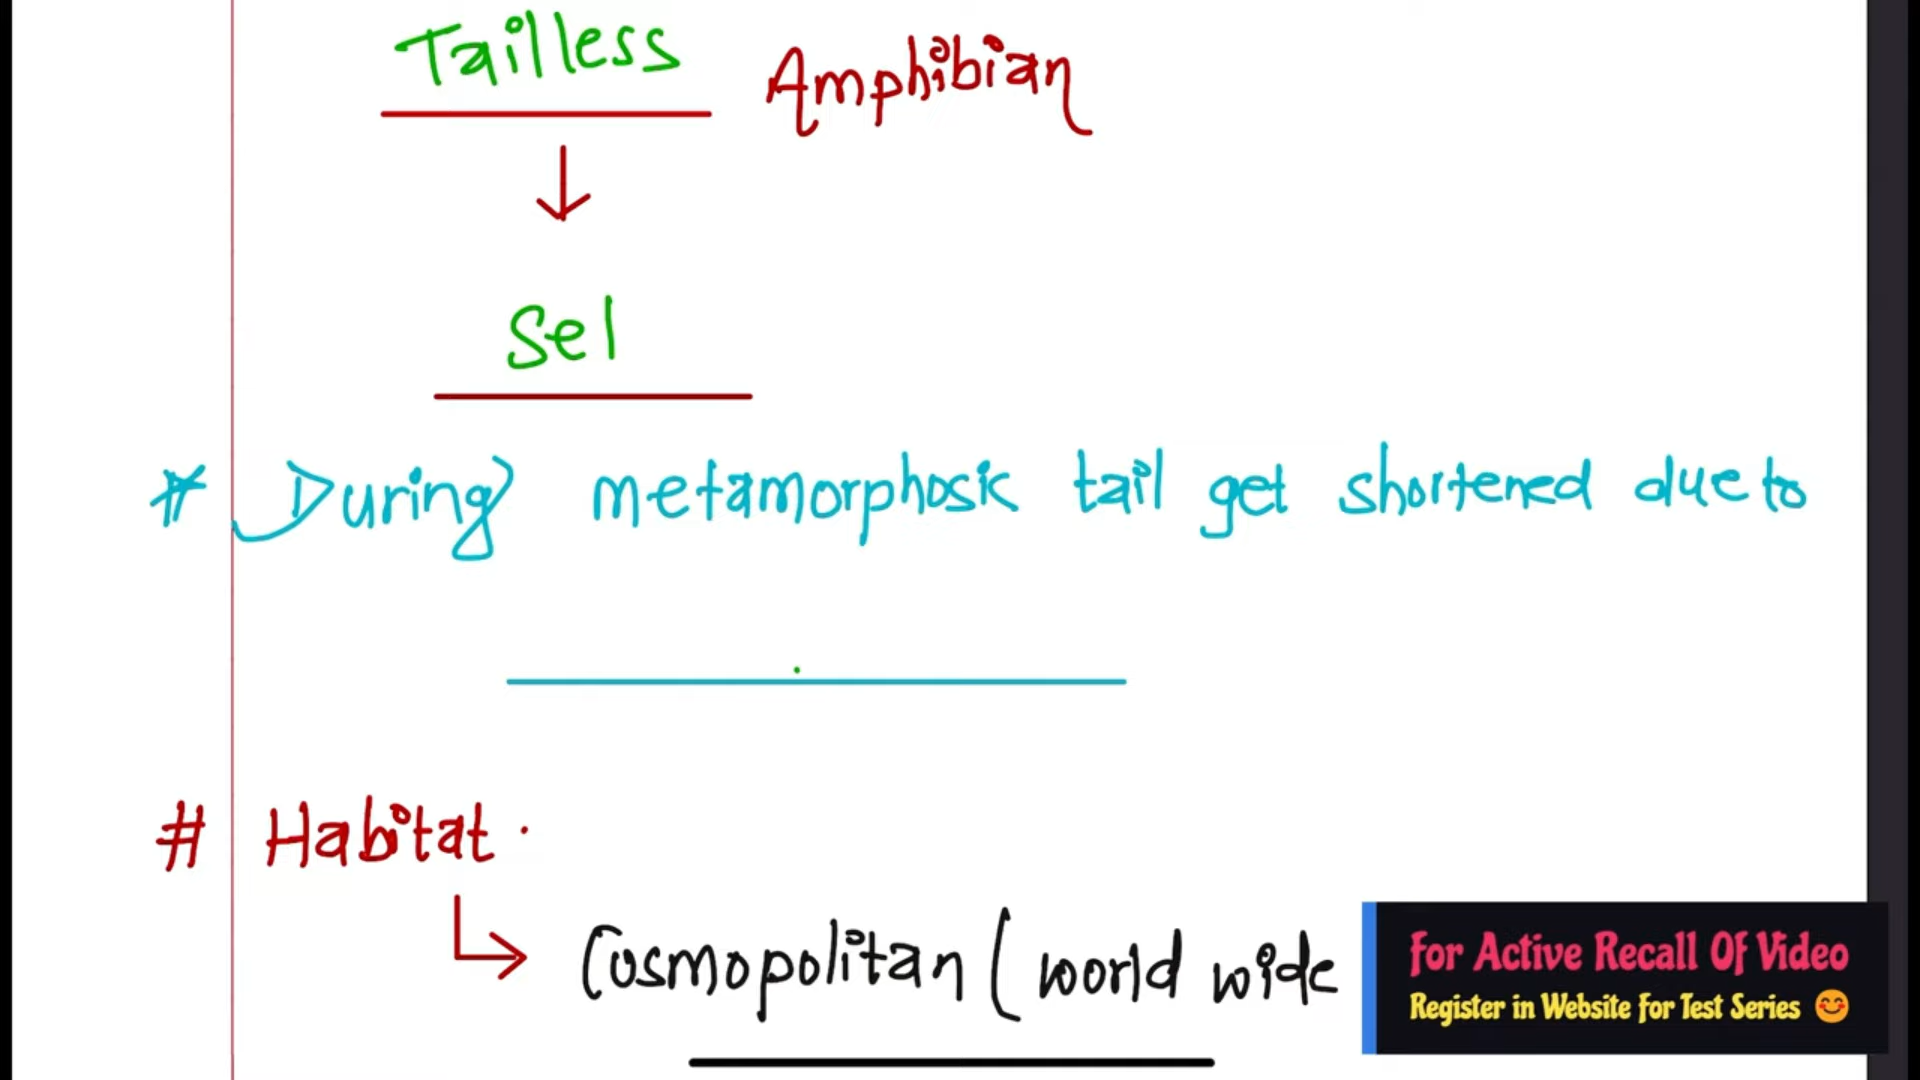 Tailless Amphibian
Sel
# During metamorphosis tail get shortened due to
# Habitat
Cosmopolitan (world wide
For Active Recall Of Video
Register in Website for Test Series 😊